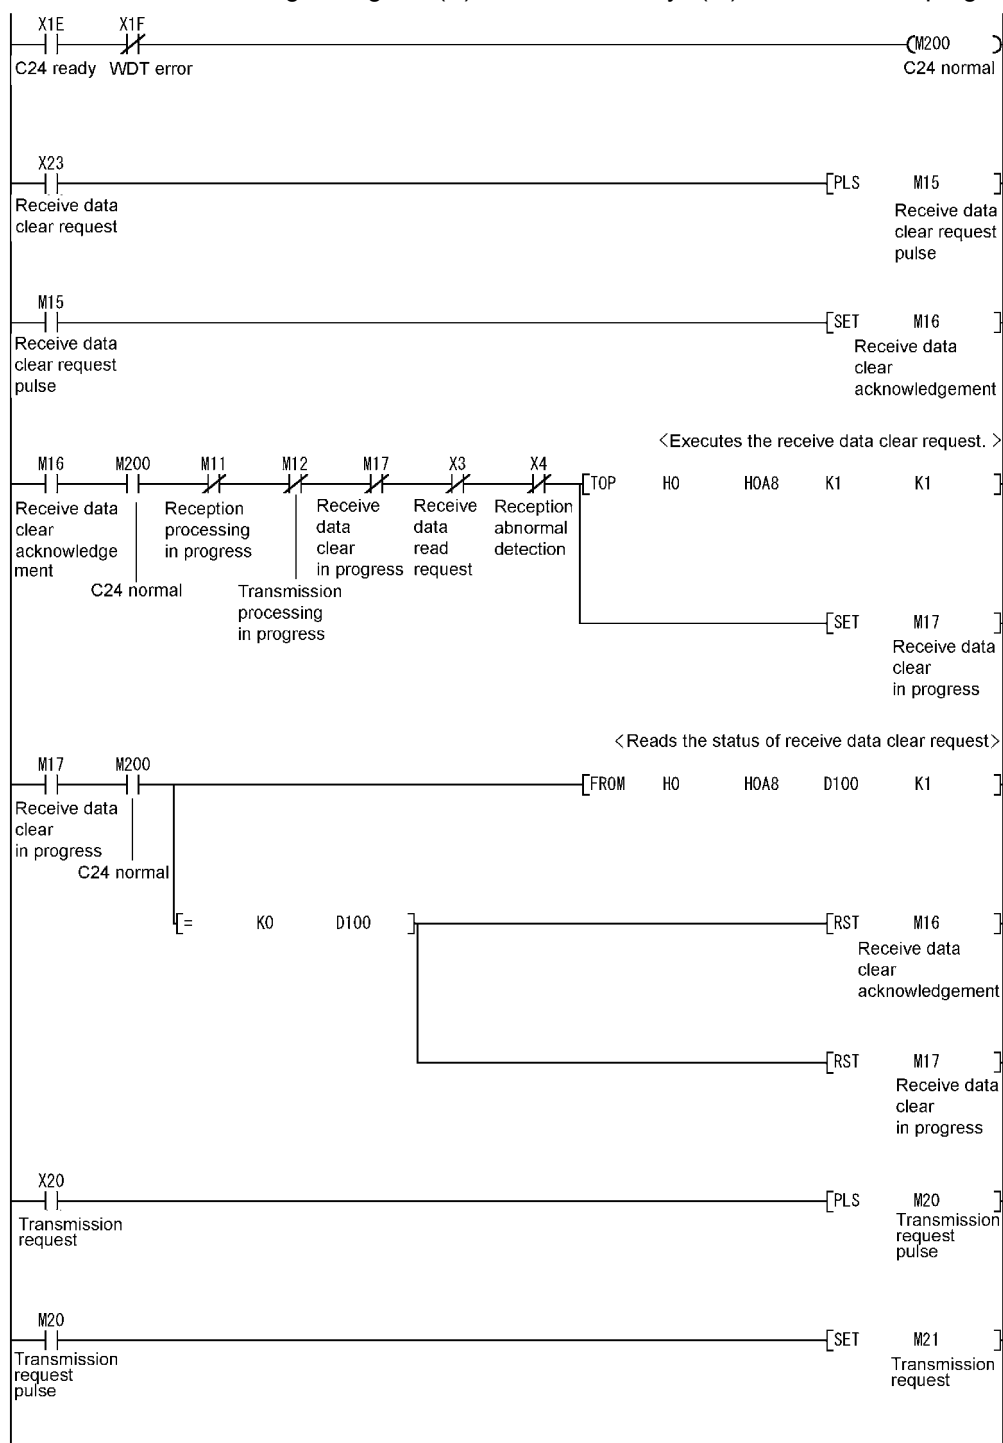 X1E X1F
(M200 )
C24 ready WDT error
C24 normal
X23
[PLS M15 ]
Receive data
clear request
Receive data
clear request
pulse
M15
[SET M16 ]
Receive data
clear request
pulse
Receive data
clear
acknowledgement
<Executes the receive data clear request. >
M16 M200 M11 M12 M17 X3 X4
[TOP H0 H0A8 K1 K1 ]
Receive data
clear
acknowledge
ment
C24 normal
Reception
processing
in progress
Transmission
processing
in progress
Receive
data
clear
in progress
Receive
data
read
request
Reception
abnormal
detection
[SET M17 ]
Receive data
clear
in progress
<Reads the status of receive data clear request>
M17 M200
[FROM H0 H0A8 D100 K1 ]
Receive data
clear
in progress
C24 normal
[= K0 D100 ]
[RST M16 ]
Receive data
clear
acknowledgement
[RST M17 ]
Receive data
clear
in progress
X20
[PLS M20 ]
Transmission
request
Transmission
request
pulse
M20
[SET M21 ]
Transmission
request
pulse
Transmission
request